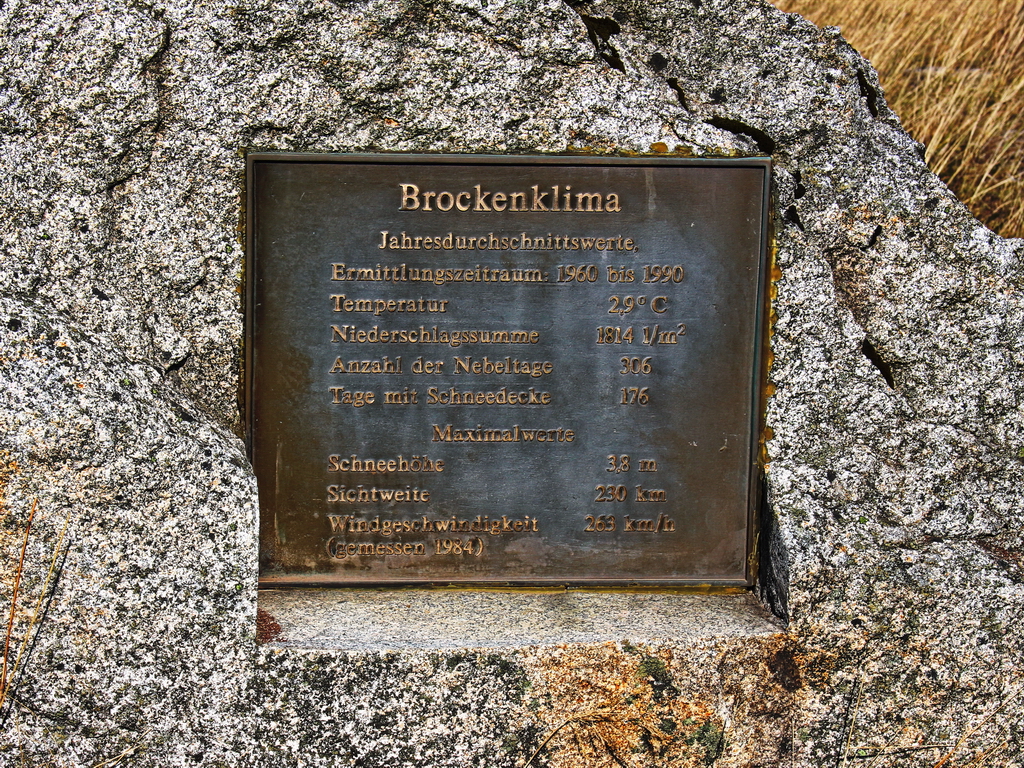 Brockenklima
Jahresdurchschnittswerte,
Ermittlungszeitraum: 1960 bis 1990
Temperatur 2,9° C
Niederschlagssumme 1814 l/m²
Anzahl der Nebeltage 306
Tage mit Schneedecke 176
Maximalwerte
Schneehöhe 3,8 m
Sichtweite 230 km
Windgeschwindigkeit 263 km/h
(gemessen 1984)